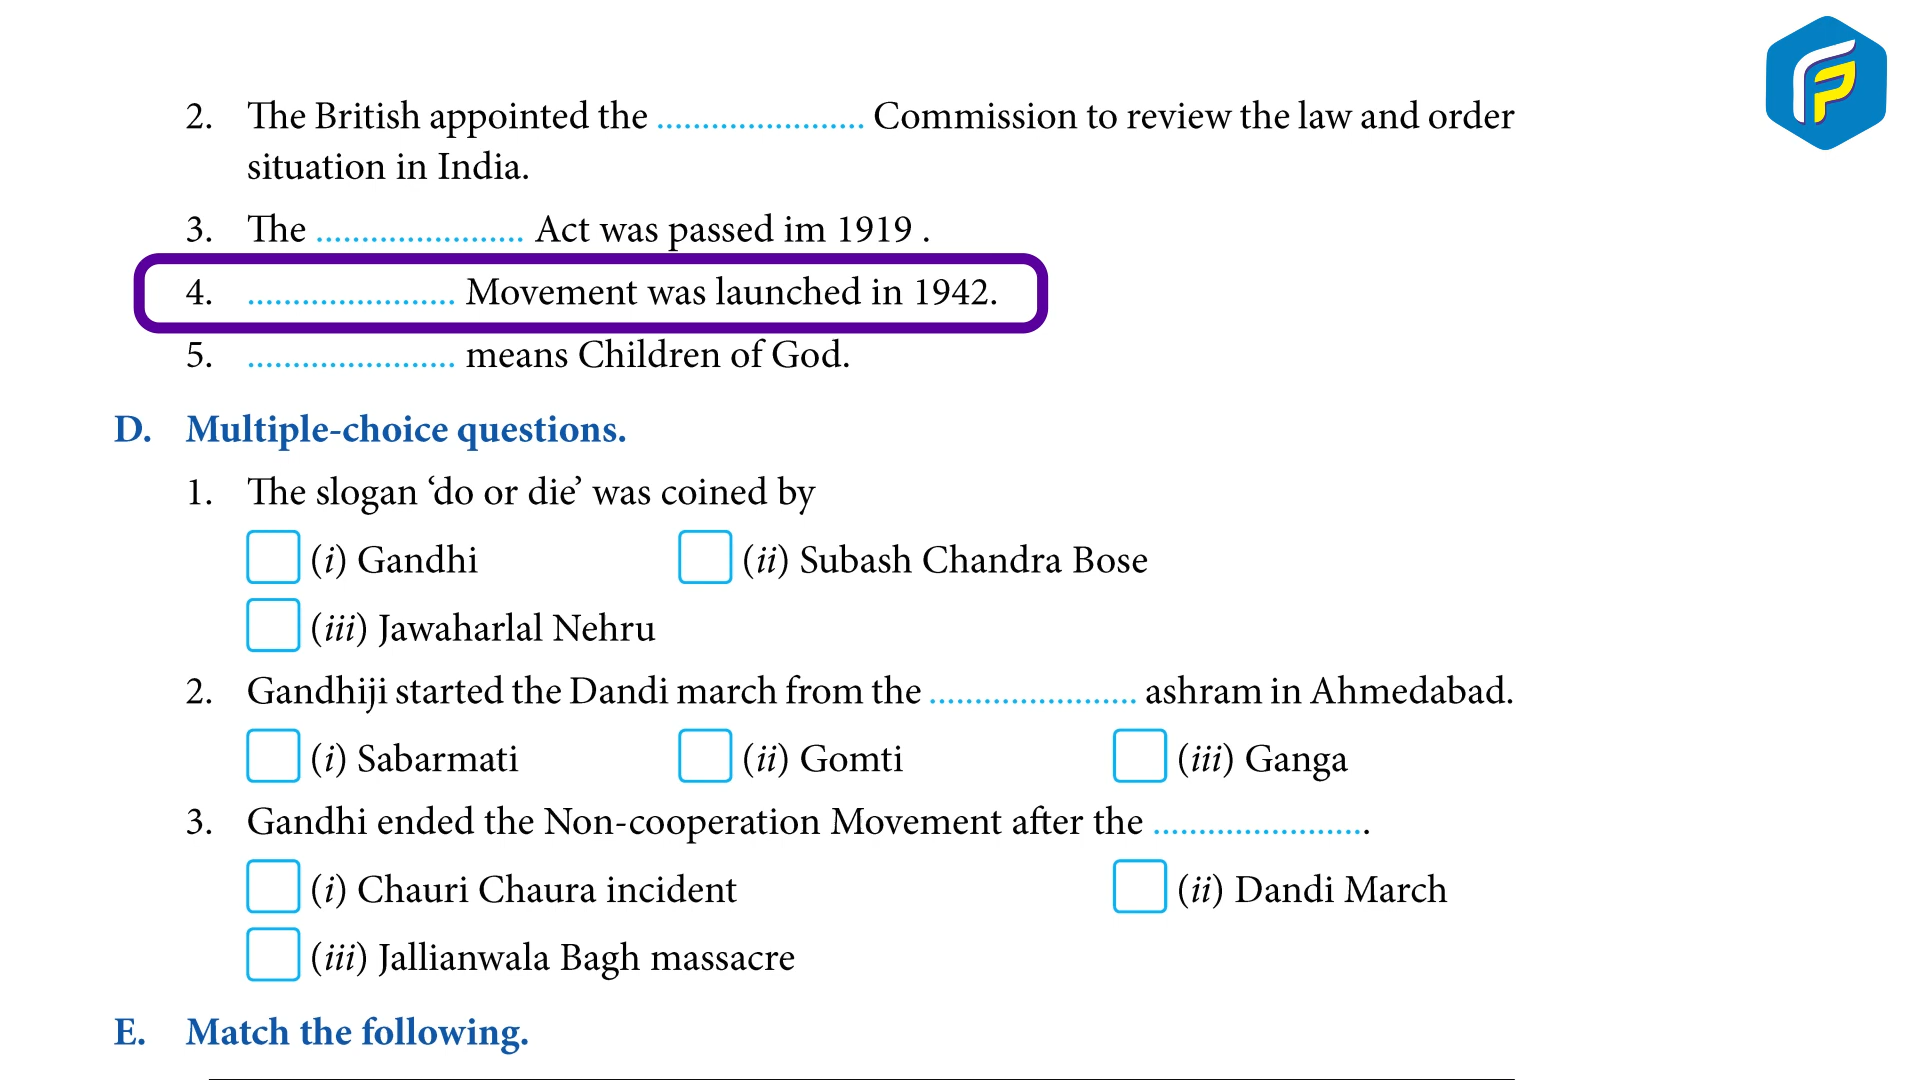 2. The British appointed the ....................... Commission to review the law and order
situation in India.
3. The ....................... Act was passed im 1919 .
4. ....................... Movement was launched in 1942.
5. ....................... means Children of God.
D. Multiple-choice questions.
1. The slogan ‘do or die’ was coined by
(i) Gandhi (ii) Subash Chandra Bose
(iii) Jawaharlal Nehru
2. Gandhiji started the Dandi march from the ....................... ashram in Ahmedabad.
(i) Sabarmati (ii) Gomti (iii) Ganga
3. Gandhi ended the Non-cooperation Movement after the ....................... .
(i) Chauri Chaura incident (ii) Dandi March
(iii) Jallianwala Bagh massacre
E. Match the following.